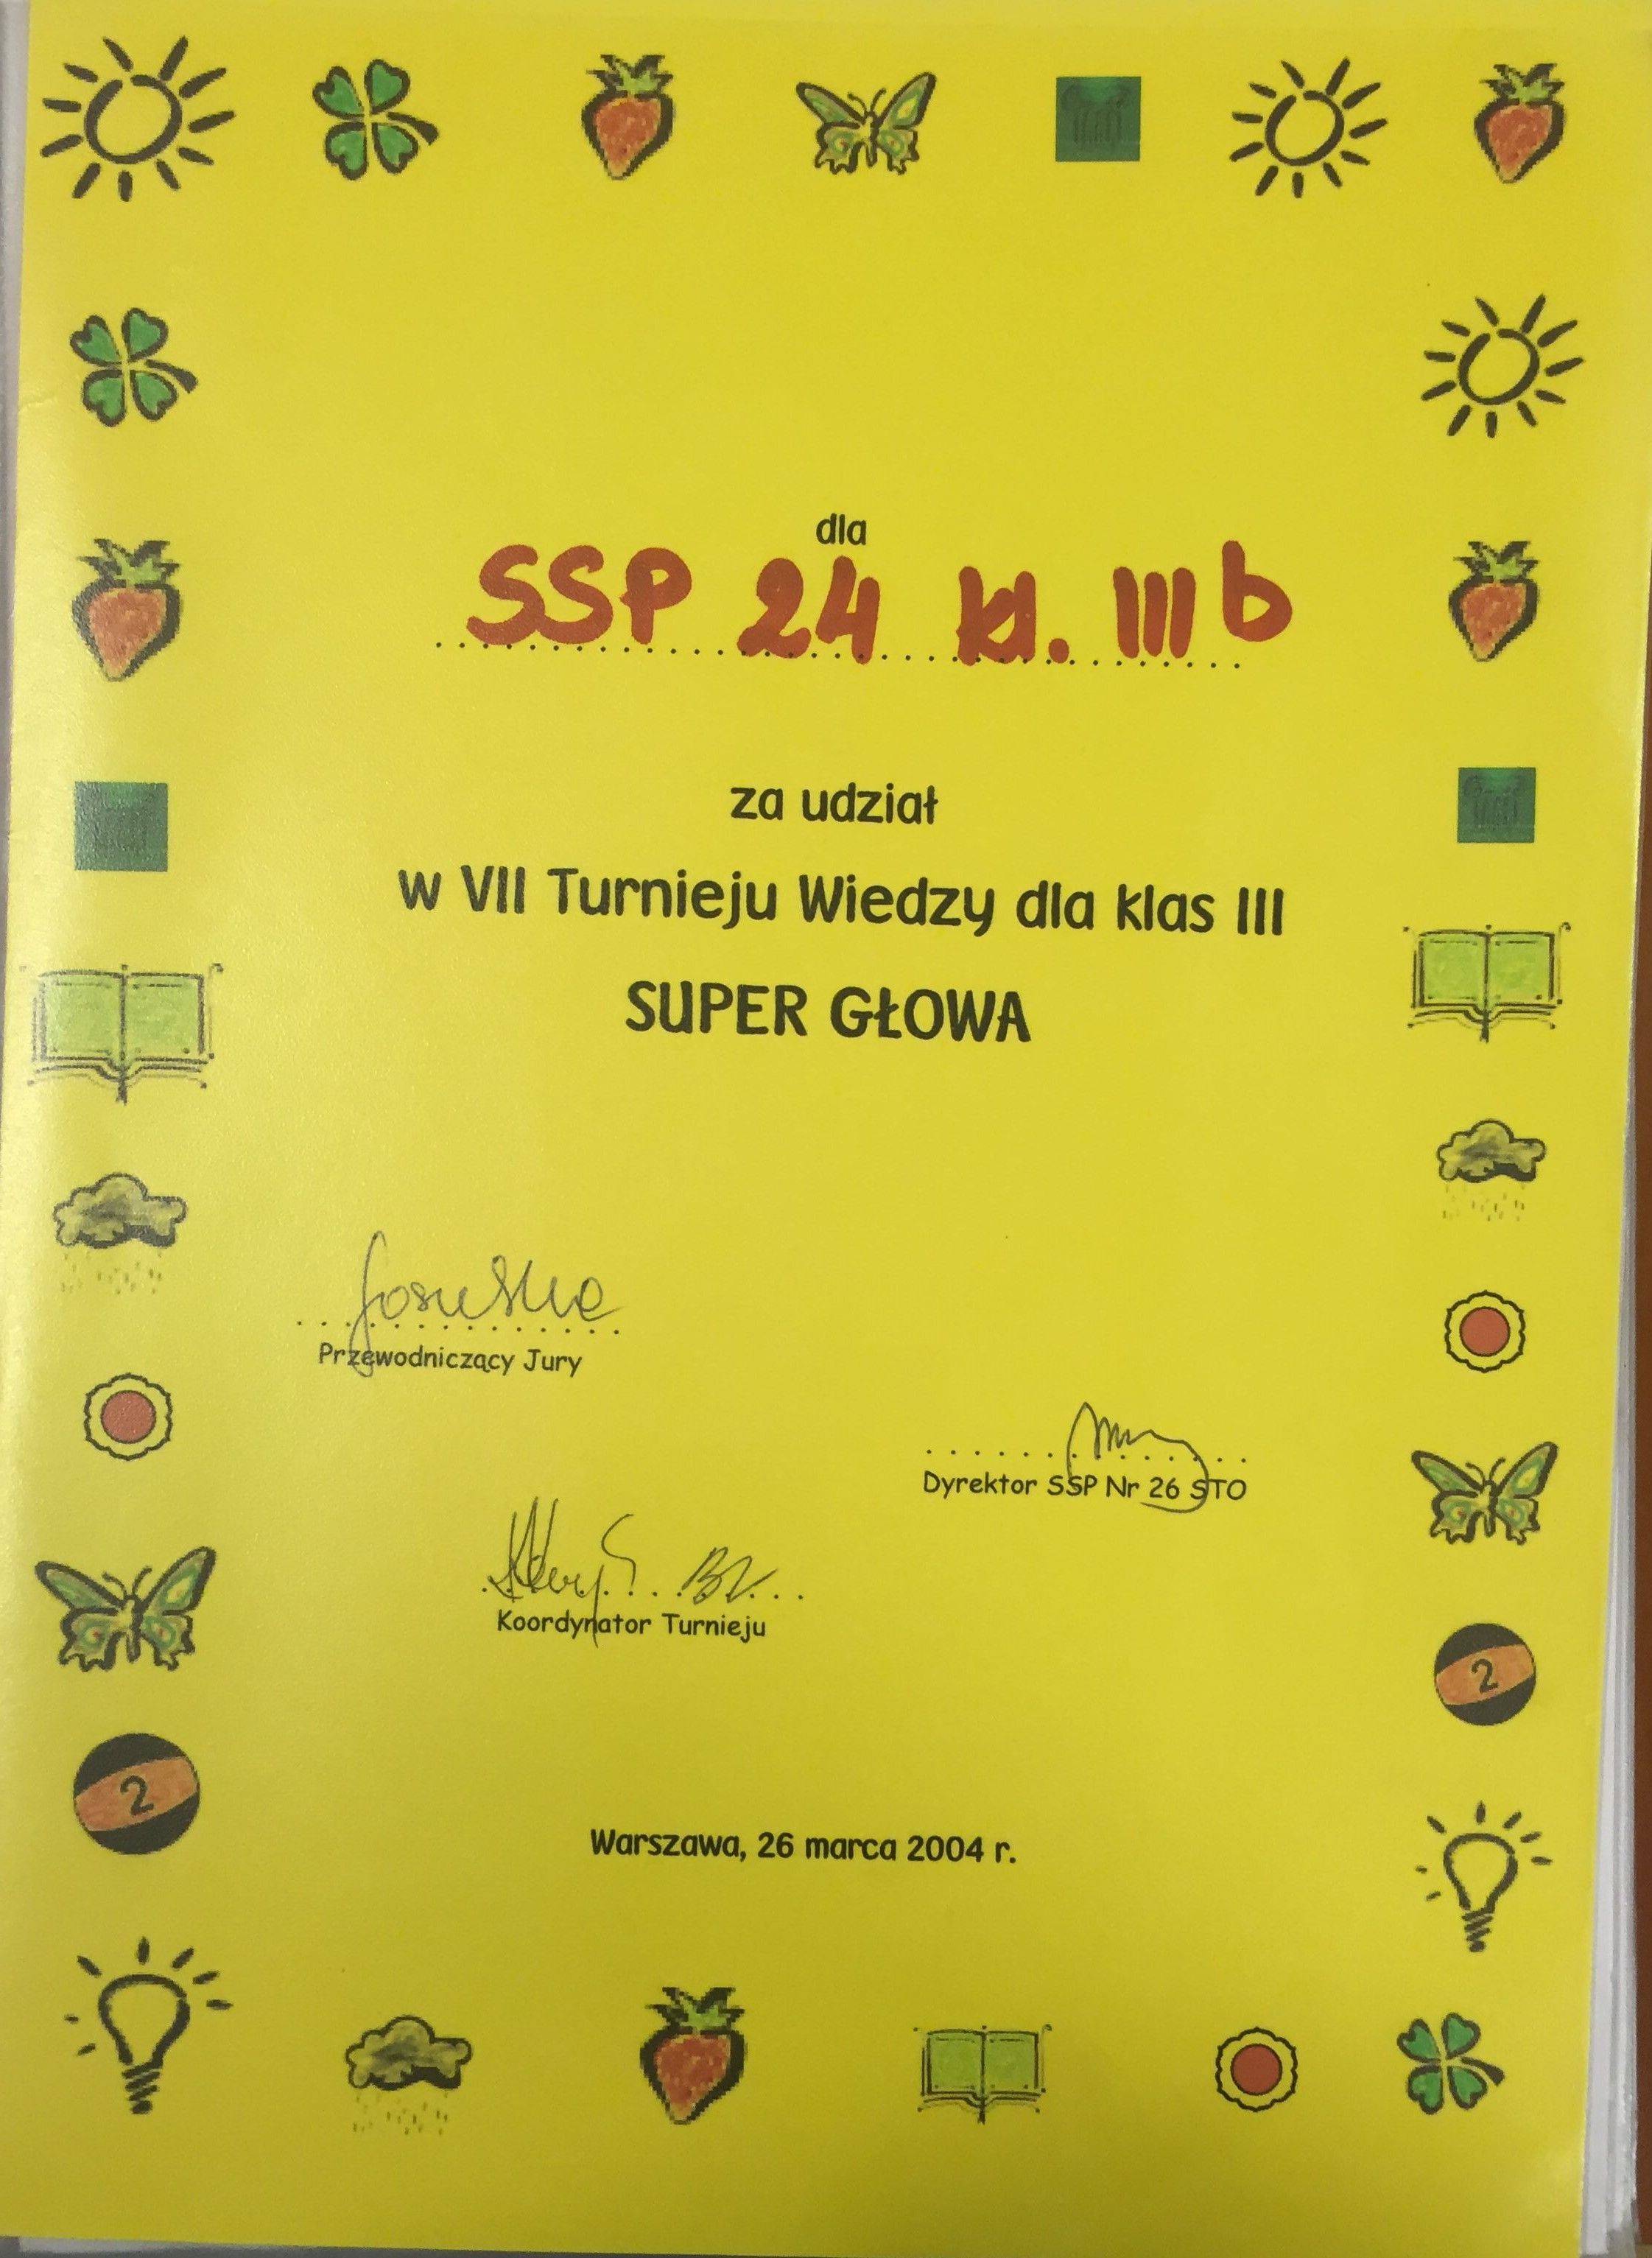 dla
SSP 24 kl. III b
za udział
w VII Turnieju Wiedzy dla klas III
SUPER GŁOWA
Przewodniczący Jury
Dyrektor SSP Nr 26 STO
Koordynator Turnieju
2
2
Warszawa, 26 marca 2004 r.